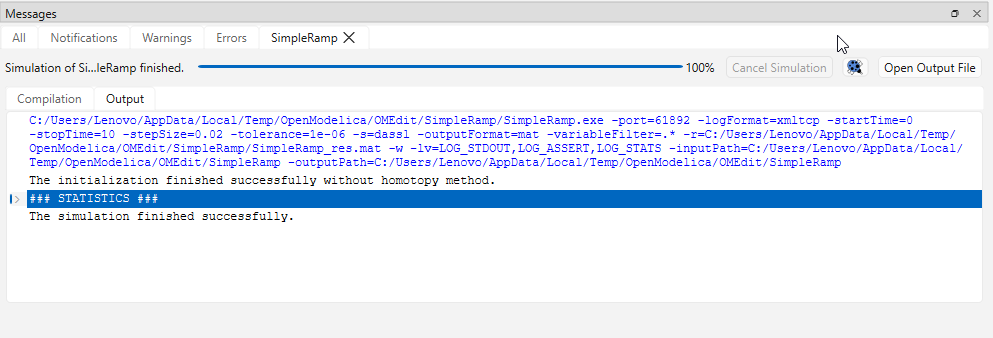 Messages
All Notifications Warnings Errors SimpleRamp
Simulation of Si...leRamp finished. 100% Cancel Simulation Open Output File
Compilation Output
C:/Users/Lenovo/AppData/Local/Temp/OpenModelica/OMEdit/SimpleRamp/SimpleRamp.exe -port=61892 -logFormat=xmltcp -startTime=0
-stopTime=10 -stepSize=0.02 -tolerance=1e-06 -s=dassl -outputFormat=mat -variableFilter=.* -r=C:/Users/Lenovo/AppData/Local/Temp/
OpenModelica/OMEdit/SimpleRamp/SimpleRamp_res.mat -w -lv=LOG_STDOUT,LOG_ASSERT,LOG_STATS -inputPath=C:/Users/Lenovo/AppData/Local/
Temp/OpenModelica/OMEdit/SimpleRamp -outputPath=C:/Users/Lenovo/AppData/Local/Temp/OpenModelica/OMEdit/SimpleRamp
The initialization finished successfully without homotopy method.
### STATISTICS ###
The simulation finished successfully.